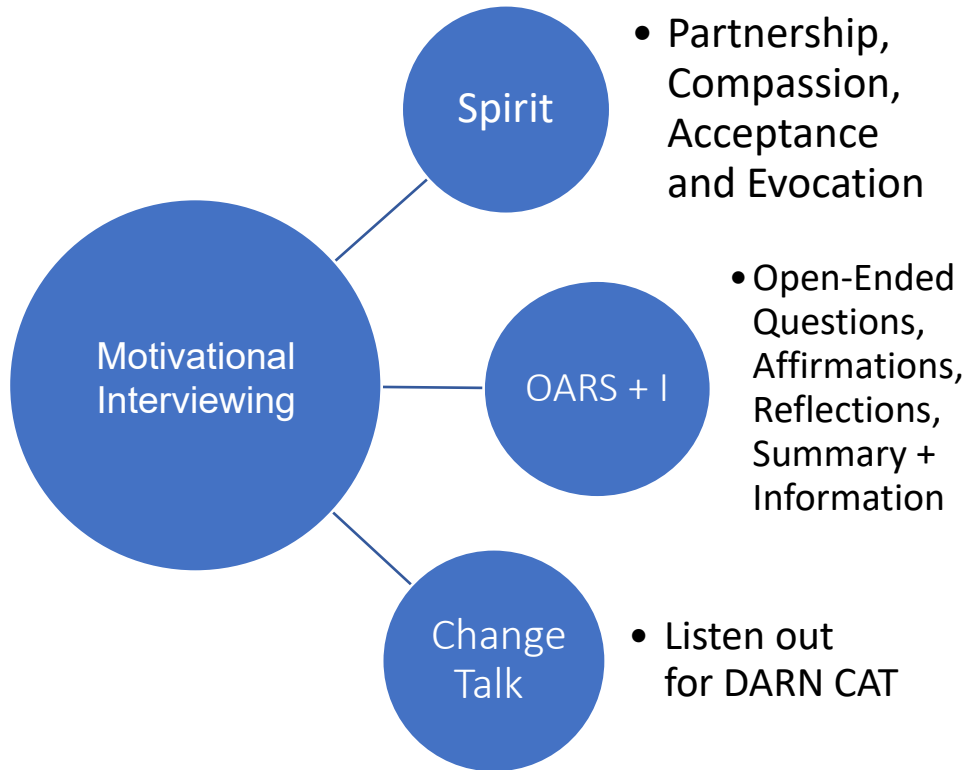 Motivational
Interviewing
Spirit
• Partnership,
Compassion,
Acceptance
and Evocation
OARS + I
• Open-Ended
Questions,
Affirmations,
Reflections,
Summary +
Information
Change
Talk
• Listen out
for DARN CAT